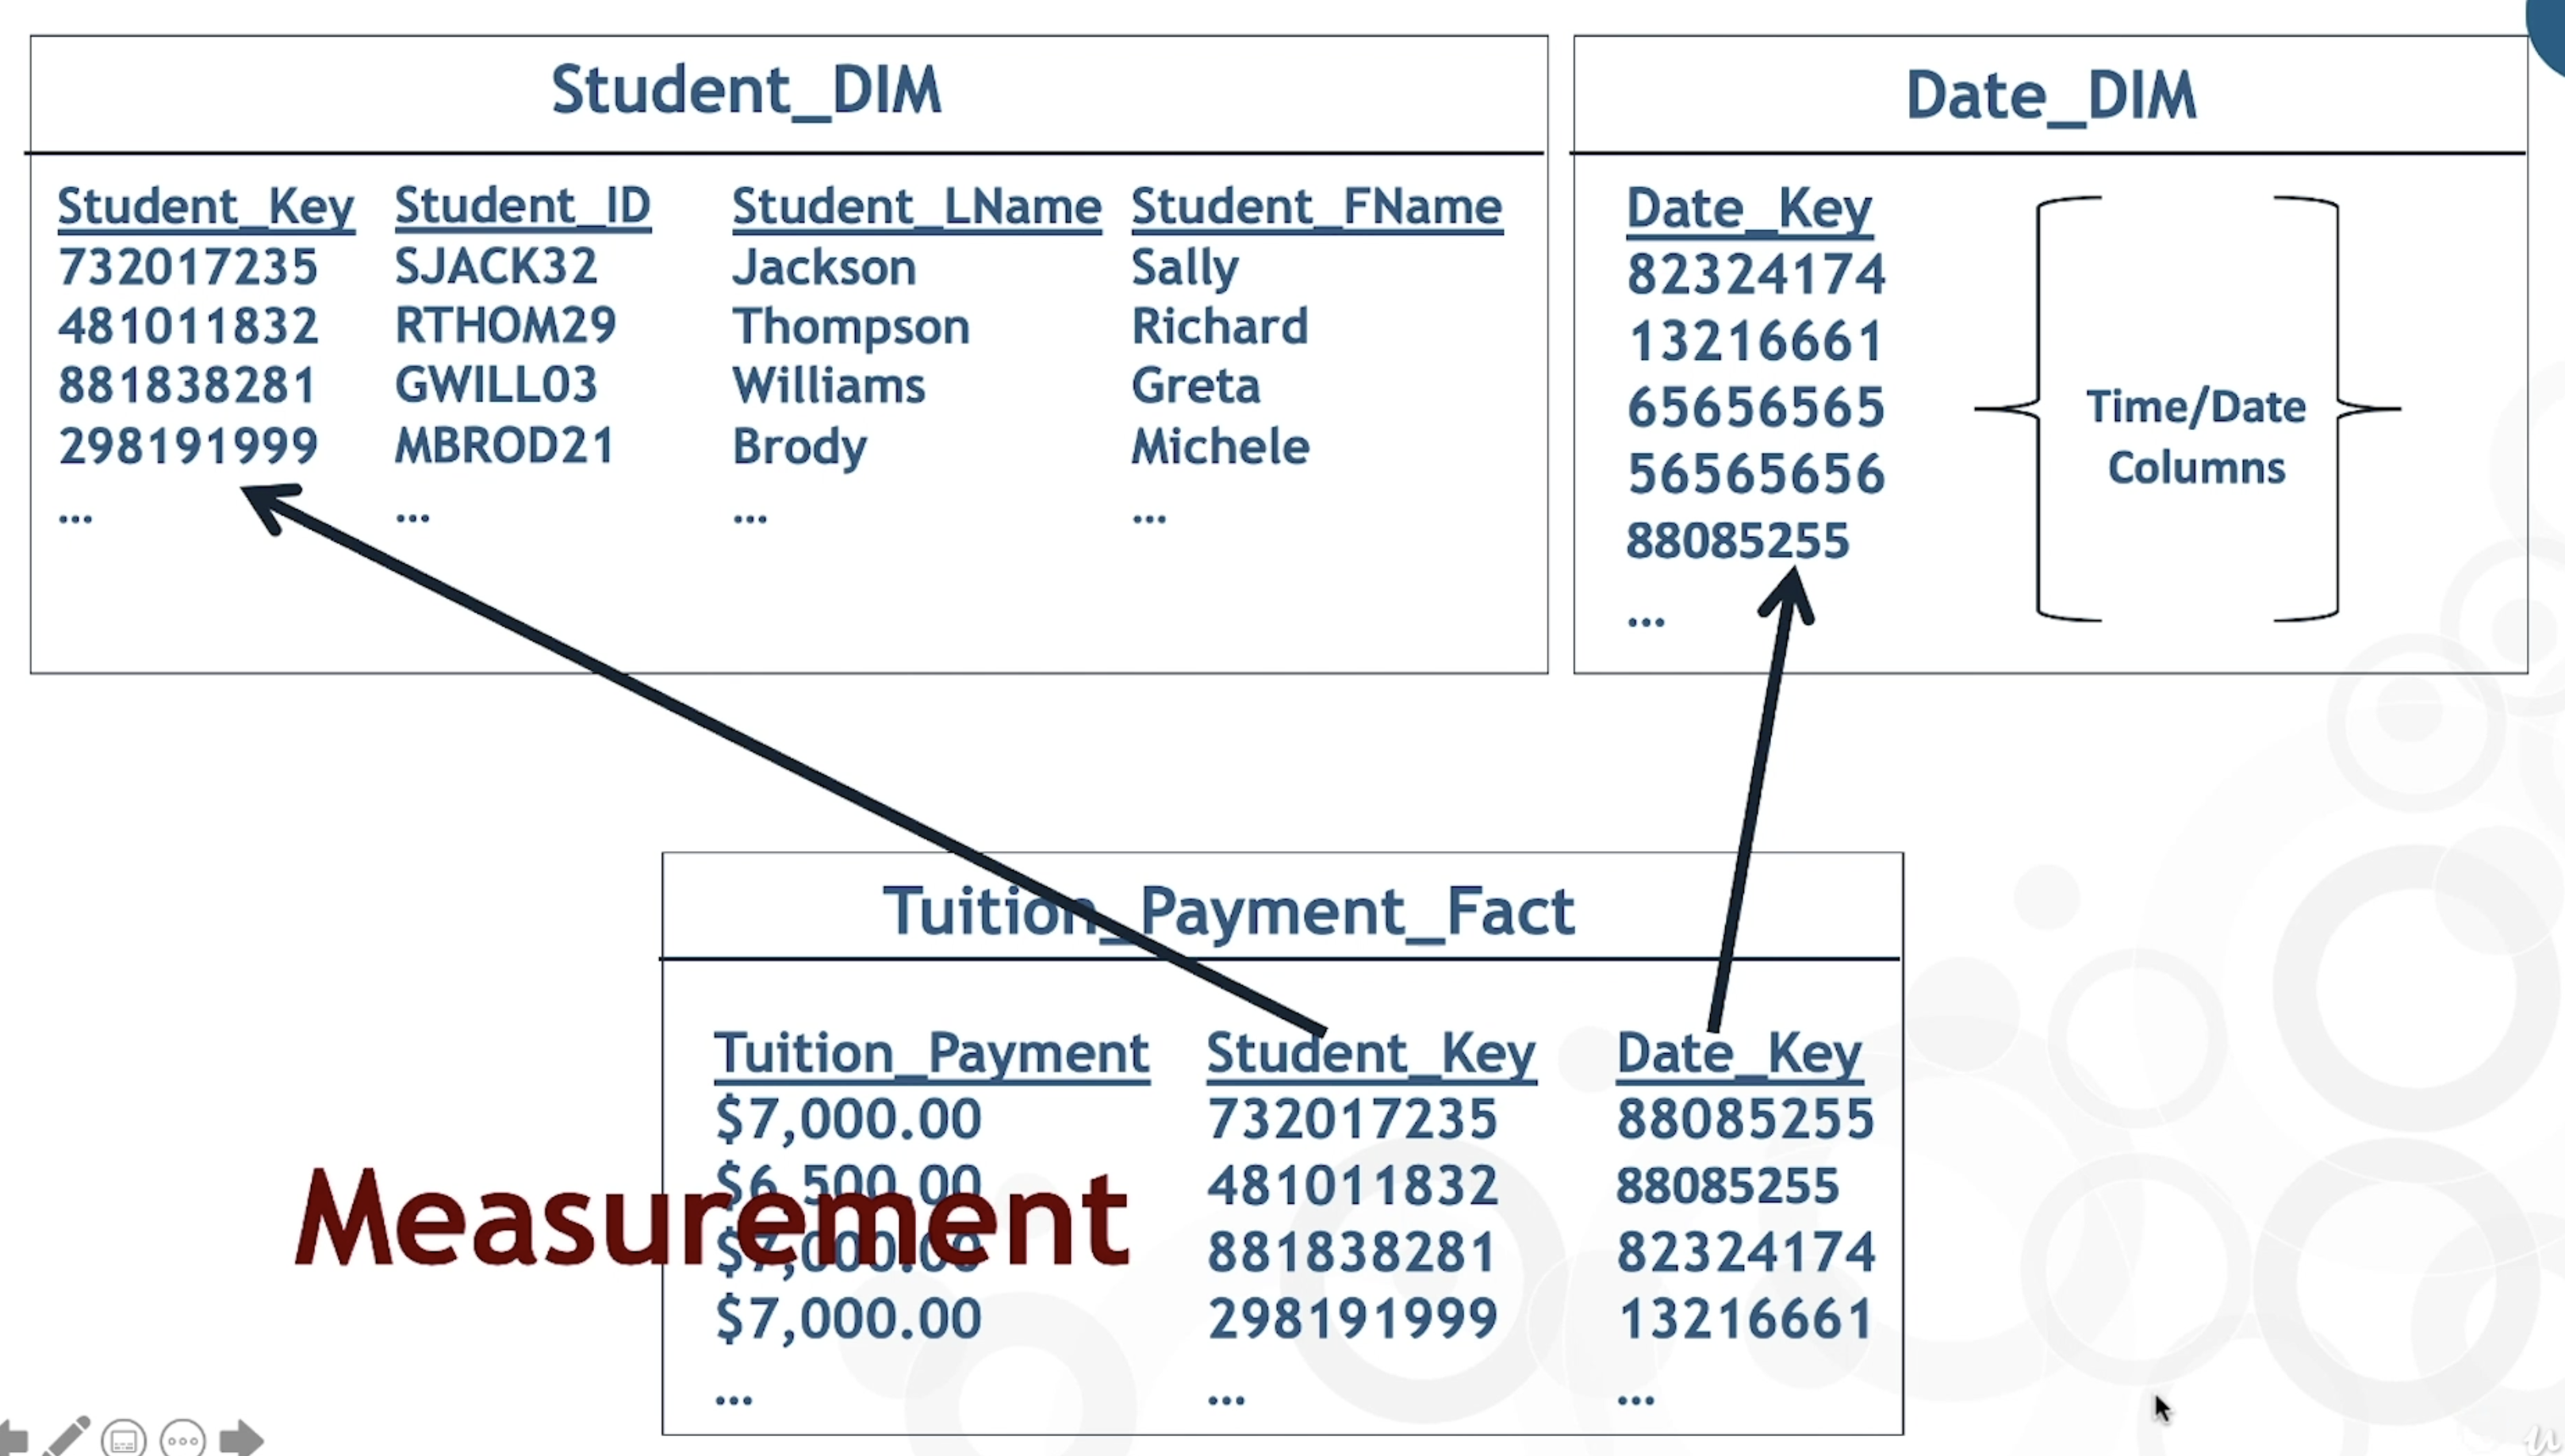 Student_DIM
Student_Key Student_ID Student_LName Student_FName
732017235 SJACK32 Jackson Sally
481011832 RTHOM29 Thompson Richard
881838281 GWILL03 Williams Greta
298191999 MBROD21 Brody Michele
... ... ... ...
Date_DIM
Date_Key
82324174
13216661
65656565
56565656
88085255
...
Time/Date
Columns
Tuition_Payment_Fact
Tuition_Payment Student_Key Date_Key
$7,000.00 732017235 88085255
$6,500.00 481011832 88085255
$7,000.00 881838281 82324174
$7,000.00 298191999 13216661
... ... ...
Measurement